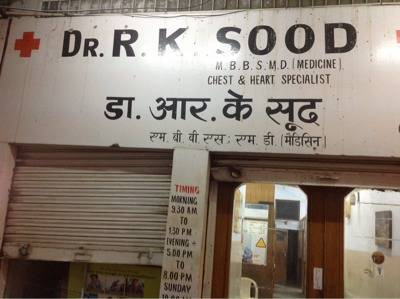 DR. R. K. SOOD
M. B. B. S. M. D. (MEDICINE)
CHEST & HEART SPECIALIST
डा. आर. के सूद
एम. बी. बी. एस; एम. डी. (मैडिसिन)
TIMING
MORNING
9.30 AM
TO
1.30 PM
EVENING
5.00 PM
TO
8.00 PM
SUNDAY